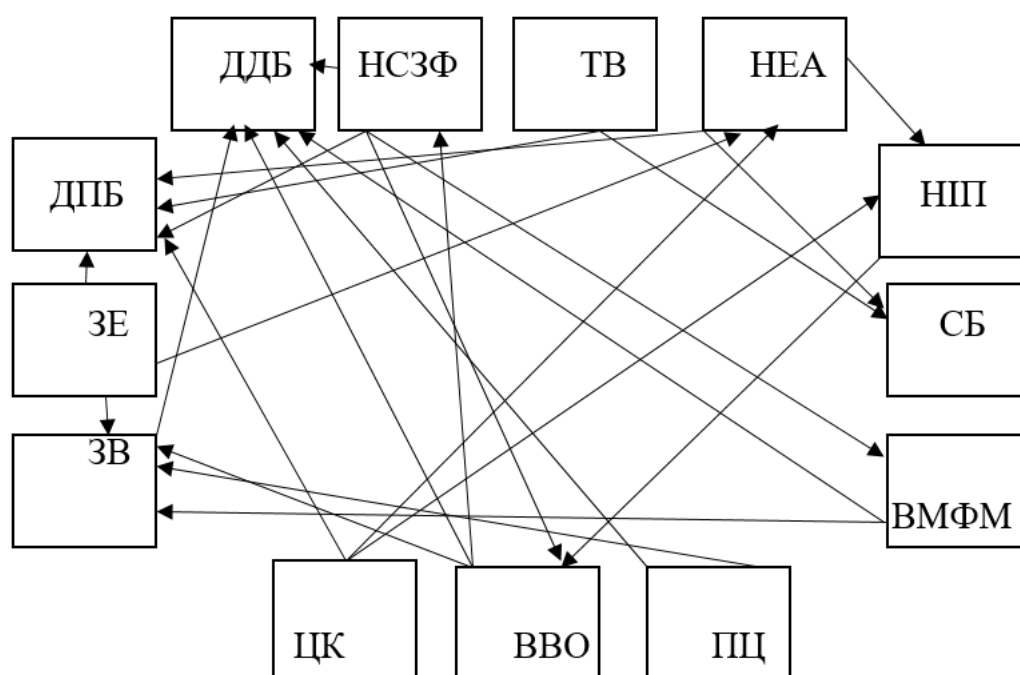 ДДБ
НСЗФ
ТВ
НЕА
ДПБ
НІП
ЗЕ
СБ
ЗВ
ВМФМ
ЦК
ВВО
ПЦ